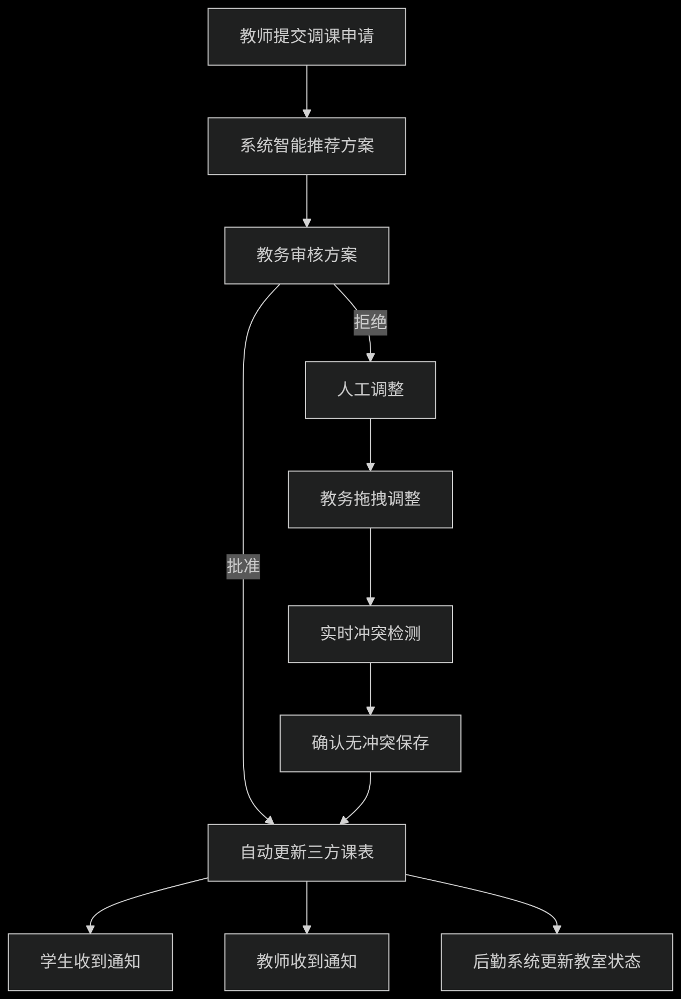 教师提交调课申请
系统智能推荐方案
教务审核方案
拒绝
人工调整
教务拖拽调整
批准
实时冲突检测
确认无冲突保存
自动更新三方课表
学生收到通知
教师收到通知
后勤系统更新教室状态